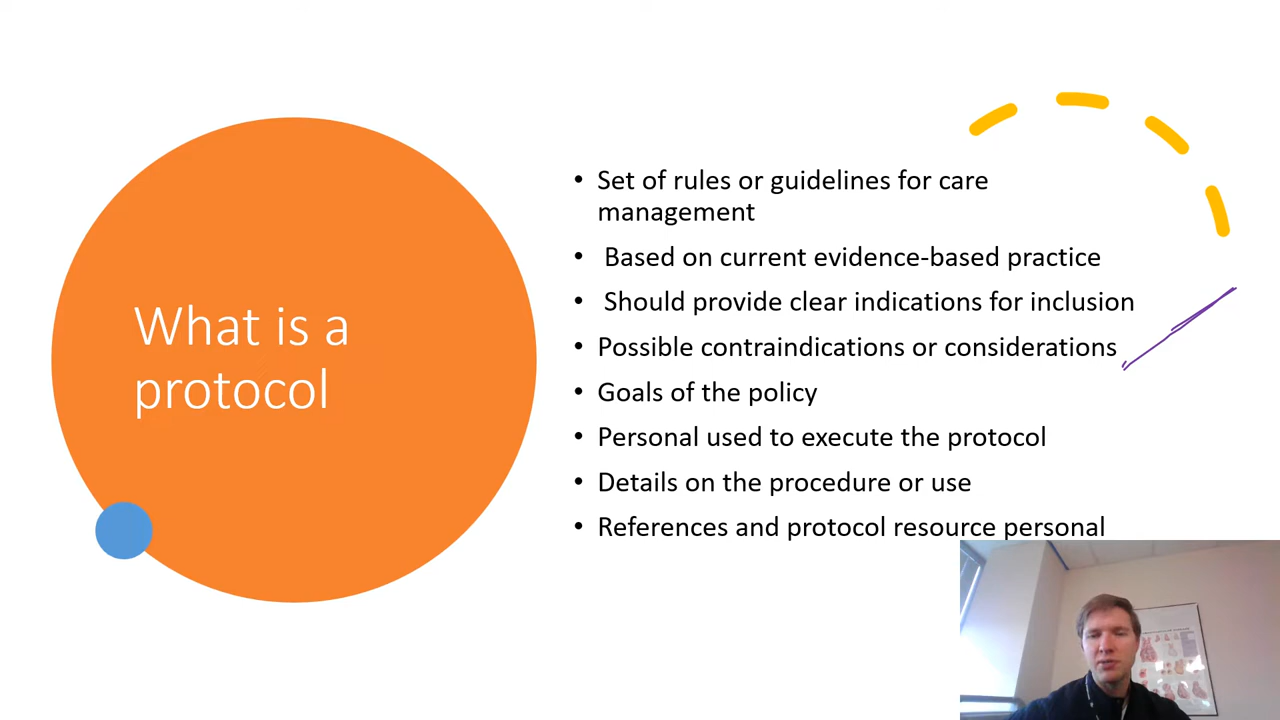 What is a
protocol
• Set of rules or guidelines for care
management
• Based on current evidence-based practice
• Should provide clear indications for inclusion
• Possible contraindications or considerations
• Goals of the policy
• Personal used to execute the protocol
• Details on the procedure or use
• References and protocol resource personal